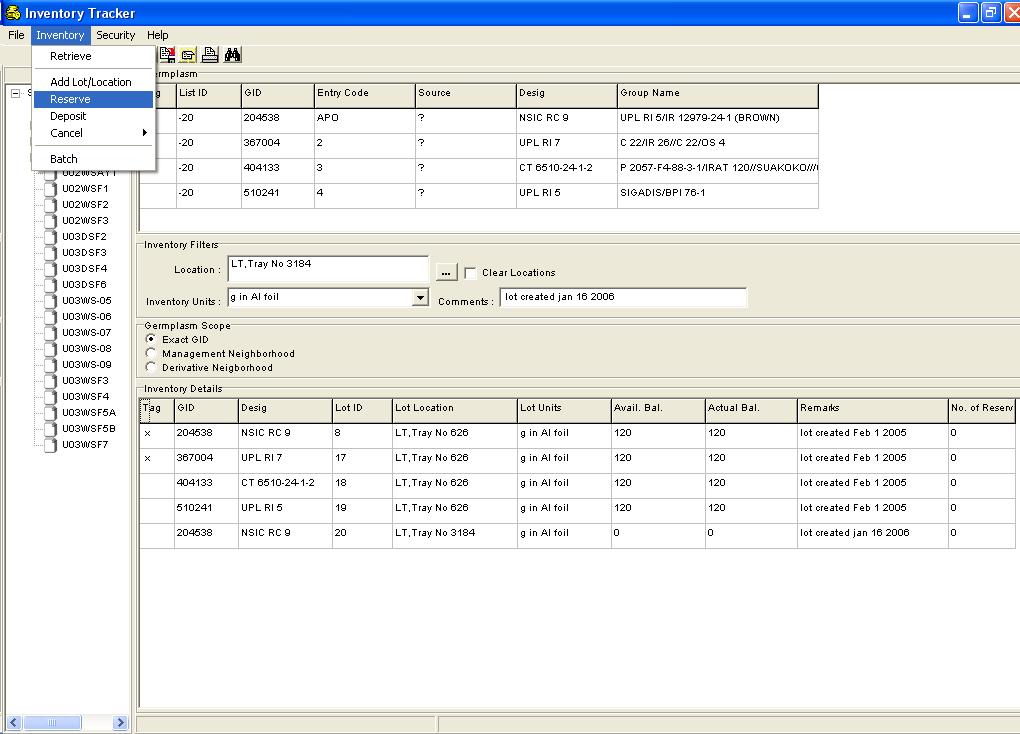 Inventory Tracker
File Inventory Security Help
Retrieve
Add Lot/Location
Reserve
Deposit
Cancel
Batch
List ID GID Entry Code Source Desig Group Name
-20 204538 APO ? NSIC RC 9 UPL RI 5/IR 12979-24-1 (BROWN)
-20 367004 2 ? UPL RI 7 C 22/IR 26//C 22/OS 4
-20 404133 3 ? CT 6510-24-1-2 P 2057-F4-88-3-1/IRAT 120//SUAKOKO///
-20 510241 4 ? UPL RI 5 SIGADIS/BPI 76-1
U02WSAYT
U02WSF1
U02WSF2
U02WSF3
U03DSF2
U03DSF3
U03DSF4
U03DSF6
U03WS-05
U03WS-06
U03WS-07
U03WS-08
U03WS-09
U03WSF3
U03WSF4
U03WSF5A
U03WSF5B
U03WSF7
Inventory Filters
Location : LT,Tray No 3184 ... Clear Locations
Inventory Units : g in Al foil Comments : lot created jan 16 2006
Germplasm Scope
Exact GID
Management Neighborhood
Derivative Neigborhood
Inventory Details
Tag GID Desig Lot ID Lot Location Lot Units Avail. Bal. Actual Bal. Remarks No. of Reserv
x 204538 NSIC RC 9 8 LT,Tray No 626 g in Al foil 120 120 lot created Feb 1 2005 0
x 367004 UPL RI 7 17 LT,Tray No 626 g in Al foil 120 120 lot created Feb 1 2005 0
404133 CT 6510-24-1-2 18 LT,Tray No 626 g in Al foil 120 120 lot created Feb 1 2005 0
510241 UPL RI 5 19 LT,Tray No 626 g in Al foil 120 120 lot created Feb 1 2005 0
204538 NSIC RC 9 20 LT,Tray No 3184 g in Al foil 0 0 lot created jan 16 2006 0